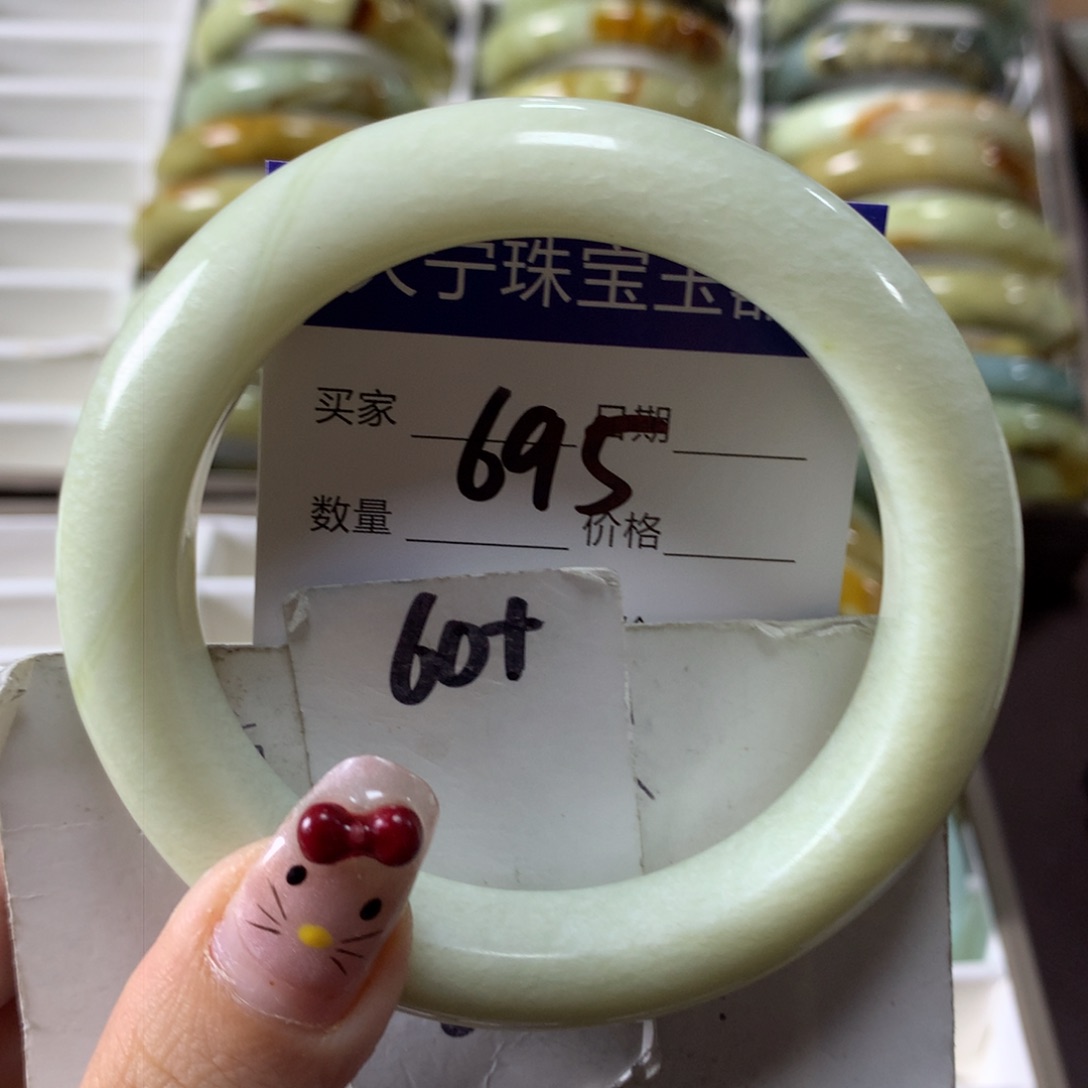 宁珠宝玉
买家 695 日期
数量 价格
60+